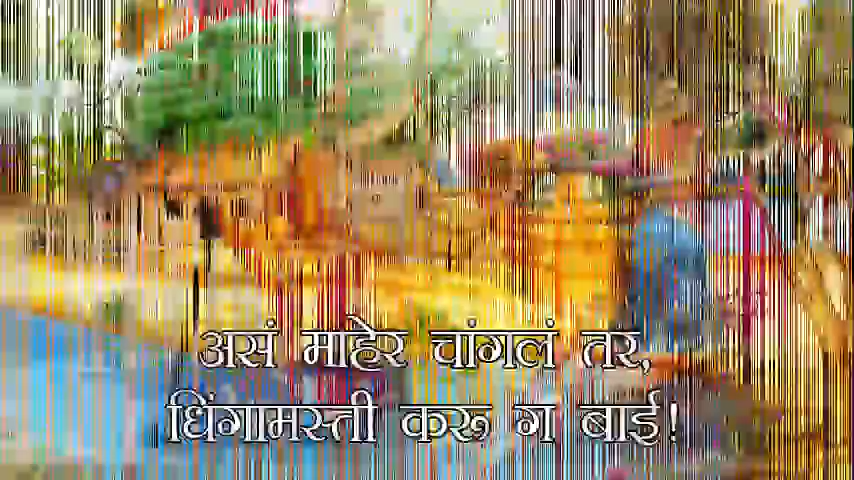 असं माहेर चांगलं तर,
धिंगामस्ती करू ग बाई!